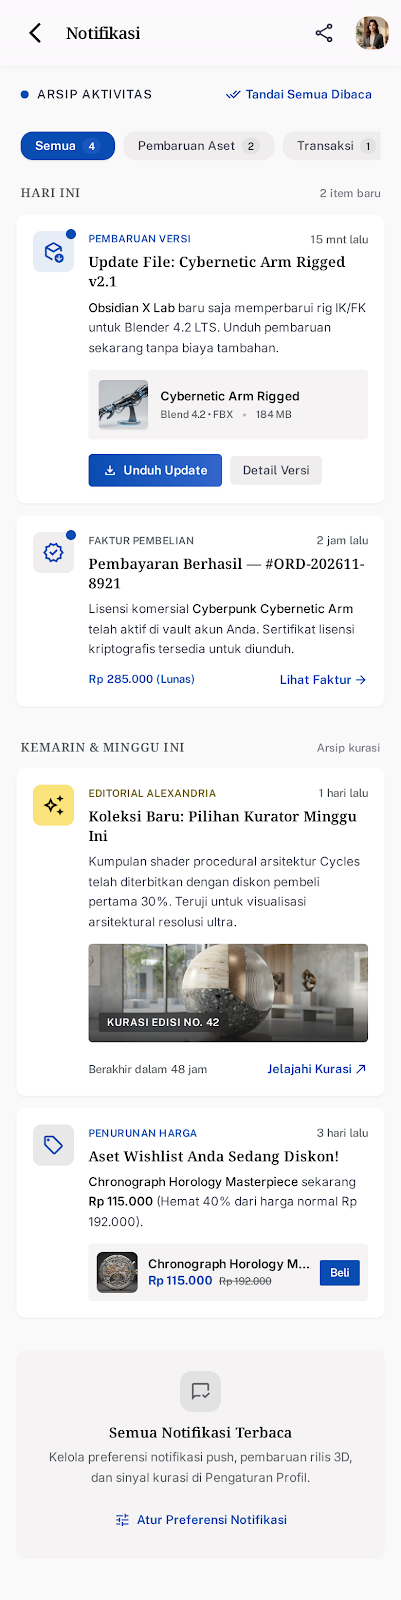 Notifikasi
ARSIP AKTIVITAS
Tandai Semua Dibaca
Semua 4
Pembaruan Aset 2
Transaksi 1
HARI INI
2 item baru
PEMBARUAN VERSI
15 mnt lalu
Update File: Cybernetic Arm Rigged
v2.1
Obsidian X Lab baru saja memperbarui rig IK/FK
untuk Blender 4.2 LTS. Unduh pembaruan
sekarang tanpa biaya tambahan.
Cybernetic Arm Rigged
Blend 4.2 • FBX • 184 MB
Unduh Update
Detail Versi
FAKTUR PEMBELIAN
2 jam lalu
Pembayaran Berhasil — #ORD-202611-
8921
Lisensi komersial Cyberpunk Cybernetic Arm
telah aktif di vault akun Anda. Sertifikat lisensi
kriptografis tersedia untuk diunduh.
Rp 285.000 (Lunas)
Lihat Faktur →
KEMARIN & MINGGU INI
Arsip kurasi
EDITORIAL ALEXANDRIA
1 hari lalu
Koleksi Baru: Pilihan Kurator Minggu
Ini
Kumpulan shader procedural arsitektur Cycles
telah diterbitkan dengan diskon pembeli
pertama 30%. Teruji untuk visualisasi
arsitektural resolusi ultra.
KURASI EDISI NO. 42
Berakhir dalam 48 jam
Jelajahi Kurasi ↗
PENURUNAN HARGA
3 hari lalu
Aset Wishlist Anda Sedang Diskon!
Chronograph Horology Masterpiece sekarang
Rp 115.000 (Hemat 40% dari harga normal Rp
192.000).
Chronograph Horology M...
Rp 115.000 Rp 192.000
Beli
Semua Notifikasi Terbaca
Kelola preferensi notifikasi push, pembaruan rilis 3D,
dan sinyal kurasi di Pengaturan Profil.
Atur Preferensi Notifikasi